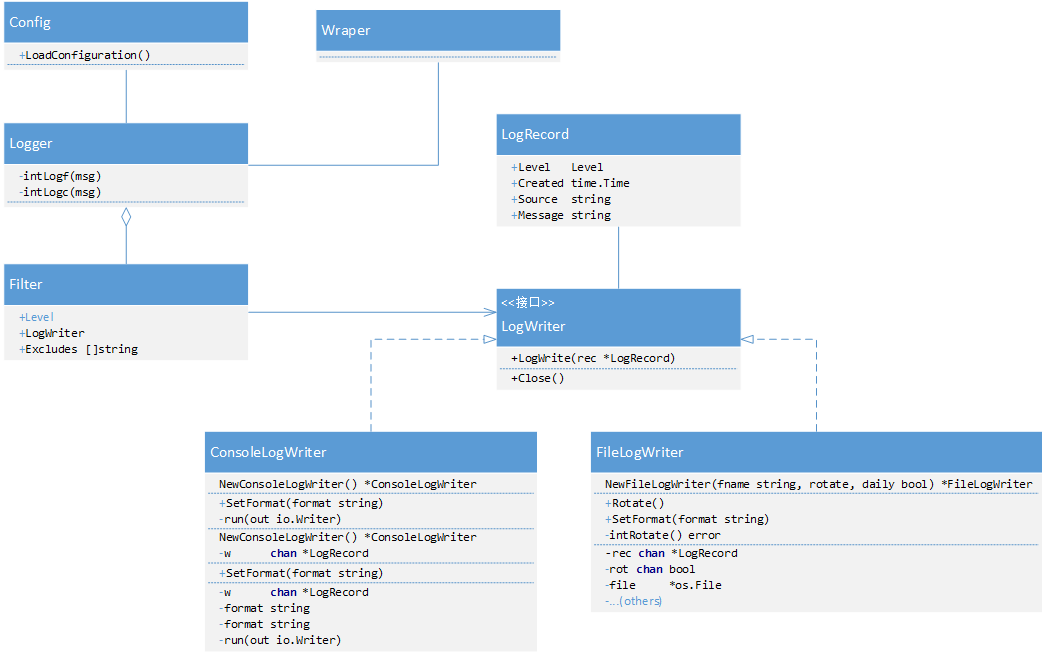 Config
+LoadConfiguration()
Wraper
Logger
-intLogf(msg)
-intLogc(msg)
LogRecord
+Level   Level
+Created time.Time
+Source  string
+Message string
Filter
+Level
+LogWriter
+Excludes []string
<<接口>>
LogWriter
+LogWrite(rec *LogRecord)
+Close()
ConsoleLogWriter
NewConsoleLogWriter() *ConsoleLogWriter
+SetFormat(format string)
-run(out io.Writer)
NewConsoleLogWriter() *ConsoleLogWriter
-w      chan *LogRecord
+SetFormat(format string)
-w      chan *LogRecord
-format string
-format string
-run(out io.Writer)
FileLogWriter
NewFileLogWriter(fname string, rotate, daily bool) *FileLogWriter
+Rotate()
+SetFormat(format string)
-intRotate() error
-rec chan *LogRecord
-rot chan bool
-file     *os.File
-...(others)